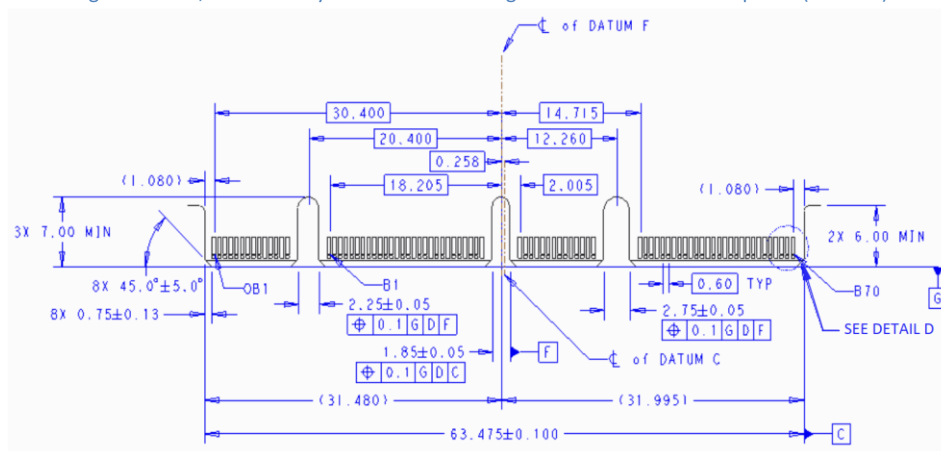 ℄ of DATUM F
30.400
14.715
20.400
12.260
0.258
(1.080)
18.205
2.005
(1.080)
3X 7.00 MIN
2X 6.00 MIN
8X 45.0°±5.0°
OB1
B1
0.60 TYP
B70
G
2.25±0.05
⌖ 0.1 G D F
2.75±0.05
⌖ 0.1 G D F
SEE DETAIL D
8X 0.75±0.13
1.85±0.05
F
⌖ 0.1 G D C
℄ of DATUM C
(31.480)
(31.995)
63.475±0.100
C